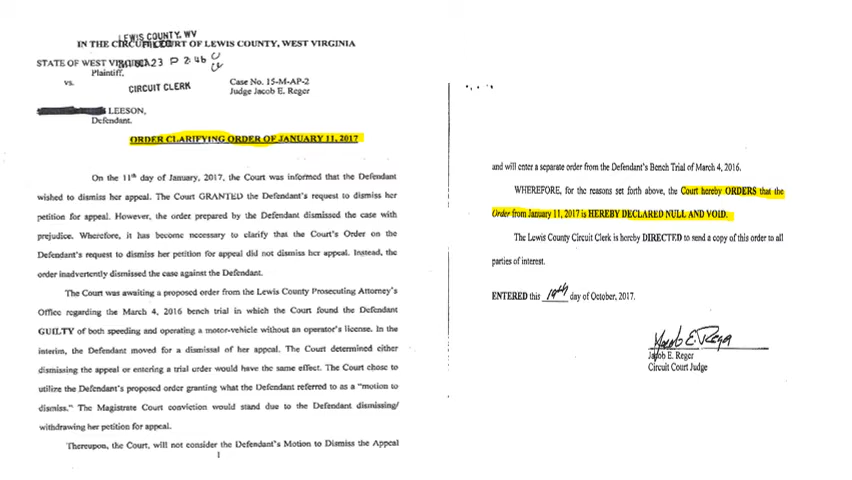 LEWIS COUNTY, WV
IN THE CIRCUIT COURT OF LEWIS COUNTY, WEST VIRGINIA
STATE OF WEST
23 P 2:46
Plaintiff,
vs.
CIRCUIT CLERK
Case No. 15-M-AP-2
Judge Jacob E. Reger
LEESON,
Defendant.
ORDER CLARIFYING ORDER OF JANUARY 11, 2017
On the 11th day of January, 2017, the Court was informed that the Defendant
wished to dismiss her appeal. The Court GRANTED the Defendant's request to dismiss her
petition for appeal. However, the order prepared by the Defendant dismissed the case with
prejudice. Wherefore, it has become necessary to clarify that the Court's Order on the
Defendant's request to dismiss her petition for appeal did not dismiss her appeal. Instead, the
order inadvertently dismissed the case against the Defendant.
The Court was awaiting a proposed order from the Lewis County Prosecuting Attorney's
Office regarding the March 4, 2016 bench trial in which the Court found the Defendant
GUILTY of both speeding and operating a motor-vehicle without an operator's license. In the
interim, the Defendant moved for a dismissal of her appeal. The Court determined either
dismissing the appeal or entering a trial order would have the same effect. The Court chose to
utilize the Defendant's proposed order granting what the Defendant referred to as a "motion to
dismiss." The Magistrate Court conviction would stand due to the Defendant dismissing/
withdrawing her petition for appeal.
Thereupon, the Court, will not consider the Defendant's Motion to Dismiss the Appeal
1
and will enter a separate order from the Defendant's Bench Trial of March 4, 2016.
WHEREFORE, for the reasons set forth above, the Court hereby ORDERS that the
Order from January 11, 2017 is HEREBY DECLARED NULL AND VOID.
The Lewis County Circuit Clerk is hereby DIRECTED to send a copy of this order to all
parties of interest.
ENTERED this 19th day of October, 2017.
Jacob E. Reger
Jacob E. Reger
Circuit Court Judge